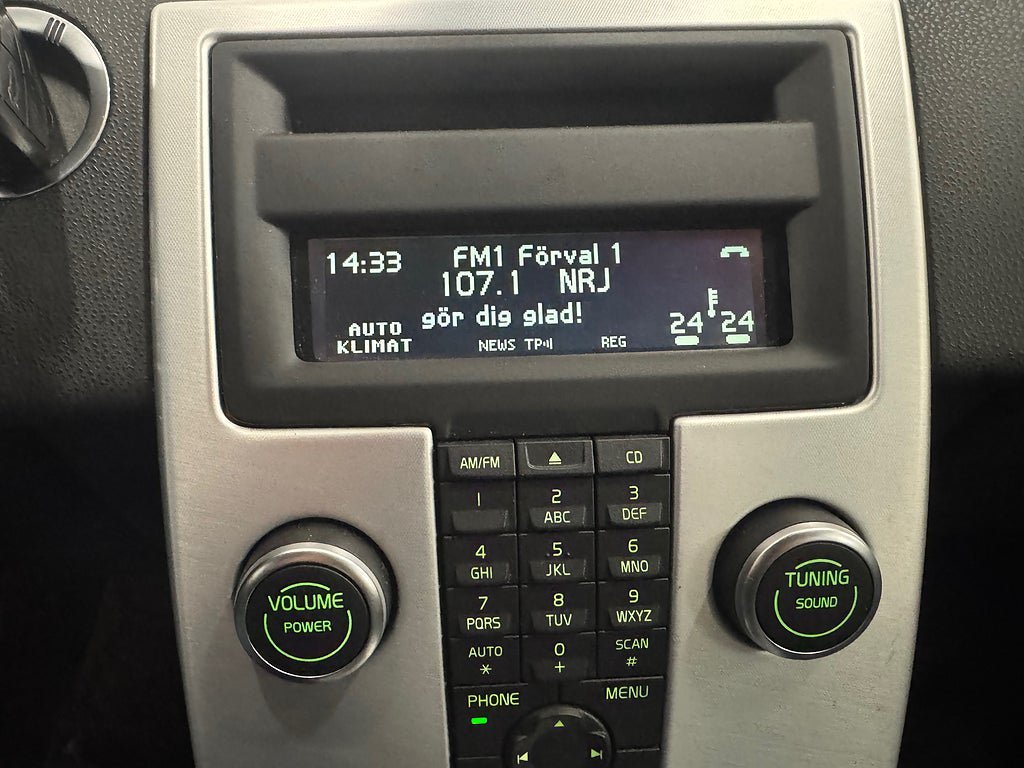 14:33 FM1 Förval 1
107.1 NRJ
gör dig glad!
AUTO
KLIMAT
24 24
NEWS TP REG
AM/FM CD
1 2 3
ABC DEF
4 5 6
GHI JKL MNO
7 8 9
PQRS TUV WXYZ
AUTO 0 SCAN
* + #
PHONE MENU
VOLUME
POWER
TUNING
SOUND